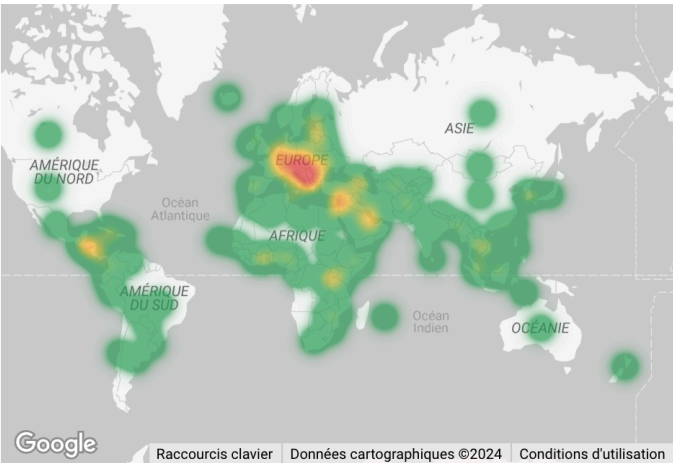 ASIE
EUROPE
AMÉRIQUE
DU NORD
Océan
Atlantique
AFRIQUE
AMÉRIQUE
DU SUD
Océan
Indien
OCÉANIE
Google
Raccourcis clavier
Données cartographiques ©2024
Conditions d'utilisation